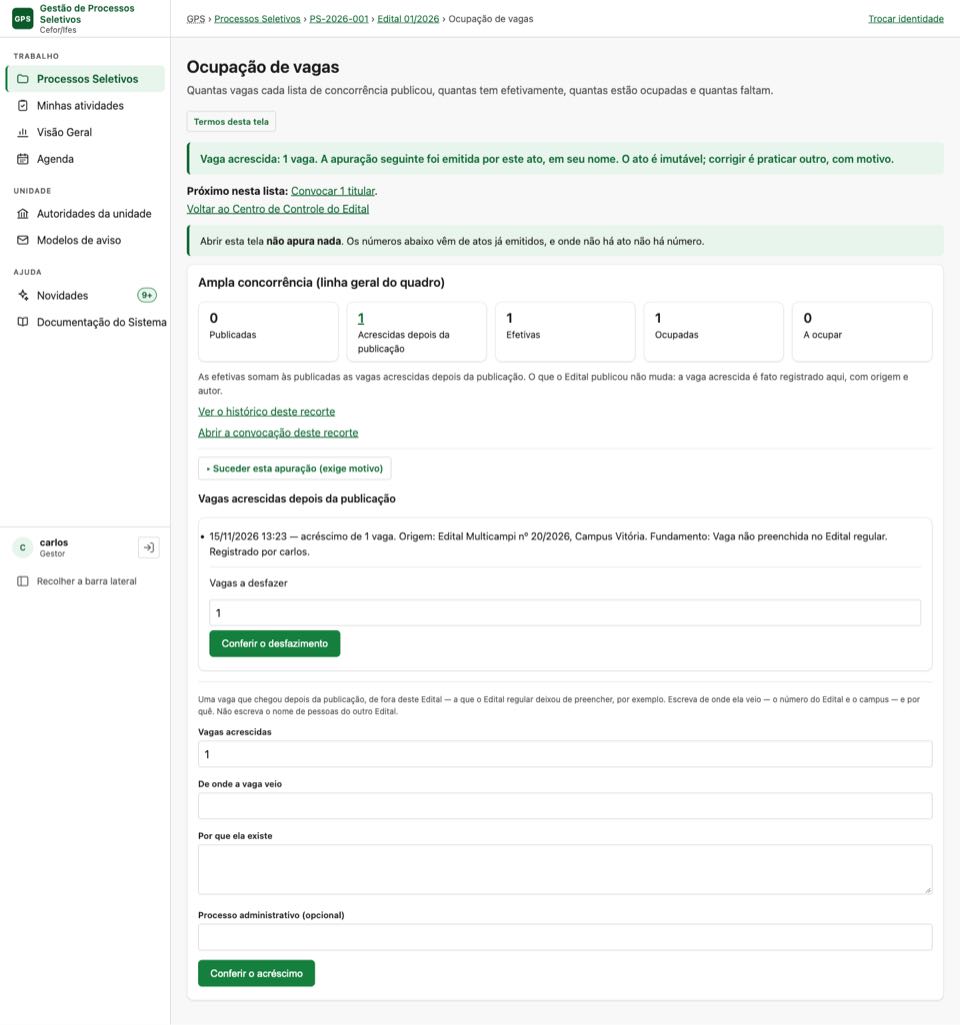 GPS
Gestão de Processos
Seletivos
Cefor/Ifes
TRABALHO
Processos Seletivos
Minhas atividades
Visão Geral
Agenda
UNIDADE
Autoridades da unidade
Modelos de aviso
AJUDA
Novidades 9+
Documentação do Sistema
C carlos
Gestor
Recolher a barra lateral
GPS › Processos Seletivos › PS-2026-001 › Edital 01/2026 › Ocupação de vagas
Trocar identidade
Ocupação de vagas
Quantas vagas cada lista de concorrência publicou, quantas tem efetivamente, quantas estão ocupadas e quantas faltam.
Termos desta tela
Vaga acrescida: 1 vaga. A apuração seguinte foi emitida por este ato, em seu nome. O ato é imutável; corrigir é praticar outro, com motivo.
Próximo nesta lista: Convocar 1 titular.
Voltar ao Centro de Controle do Edital
Abrir esta tela não apura nada. Os números abaixo vêm de atos já emitidos, e onde não há ato não há número.
Ampla concorrência (linha geral do quadro)
0
Publicadas
1
Acrescidas depois da
publicação
1
Efetivas
1
Ocupadas
0
A ocupar
As efetivas somam às publicadas as vagas acrescidas depois da publicação. O que o Edital publicou não muda: a vaga acrescida é fato registrado aqui, com origem e
autor.
Ver o histórico deste recorte
Abrir a convocação deste recorte
▸ Suceder esta apuração (exige motivo)
Vagas acrescidas depois da publicação
• 15/11/2026 13:23 — acréscimo de 1 vaga. Origem: Edital Multicampi nº 20/2026, Campus Vitória. Fundamento: Vaga não preenchida no Edital regular.
Registrado por carlos.
Vagas a desfazer
1
Conferir o desfazimento
Uma vaga que chegou depois da publicação, de fora deste Edital — a que o Edital regular deixou de preencher, por exemplo. Escreva de onde ela veio — o número do Edital e o campus — e por
quê. Não escreva o nome de pessoas do outro Edital.
Vagas acrescidas
1
De onde a vaga veio
Por que ela existe
Processo administrativo (opcional)
Conferir o acréscimo